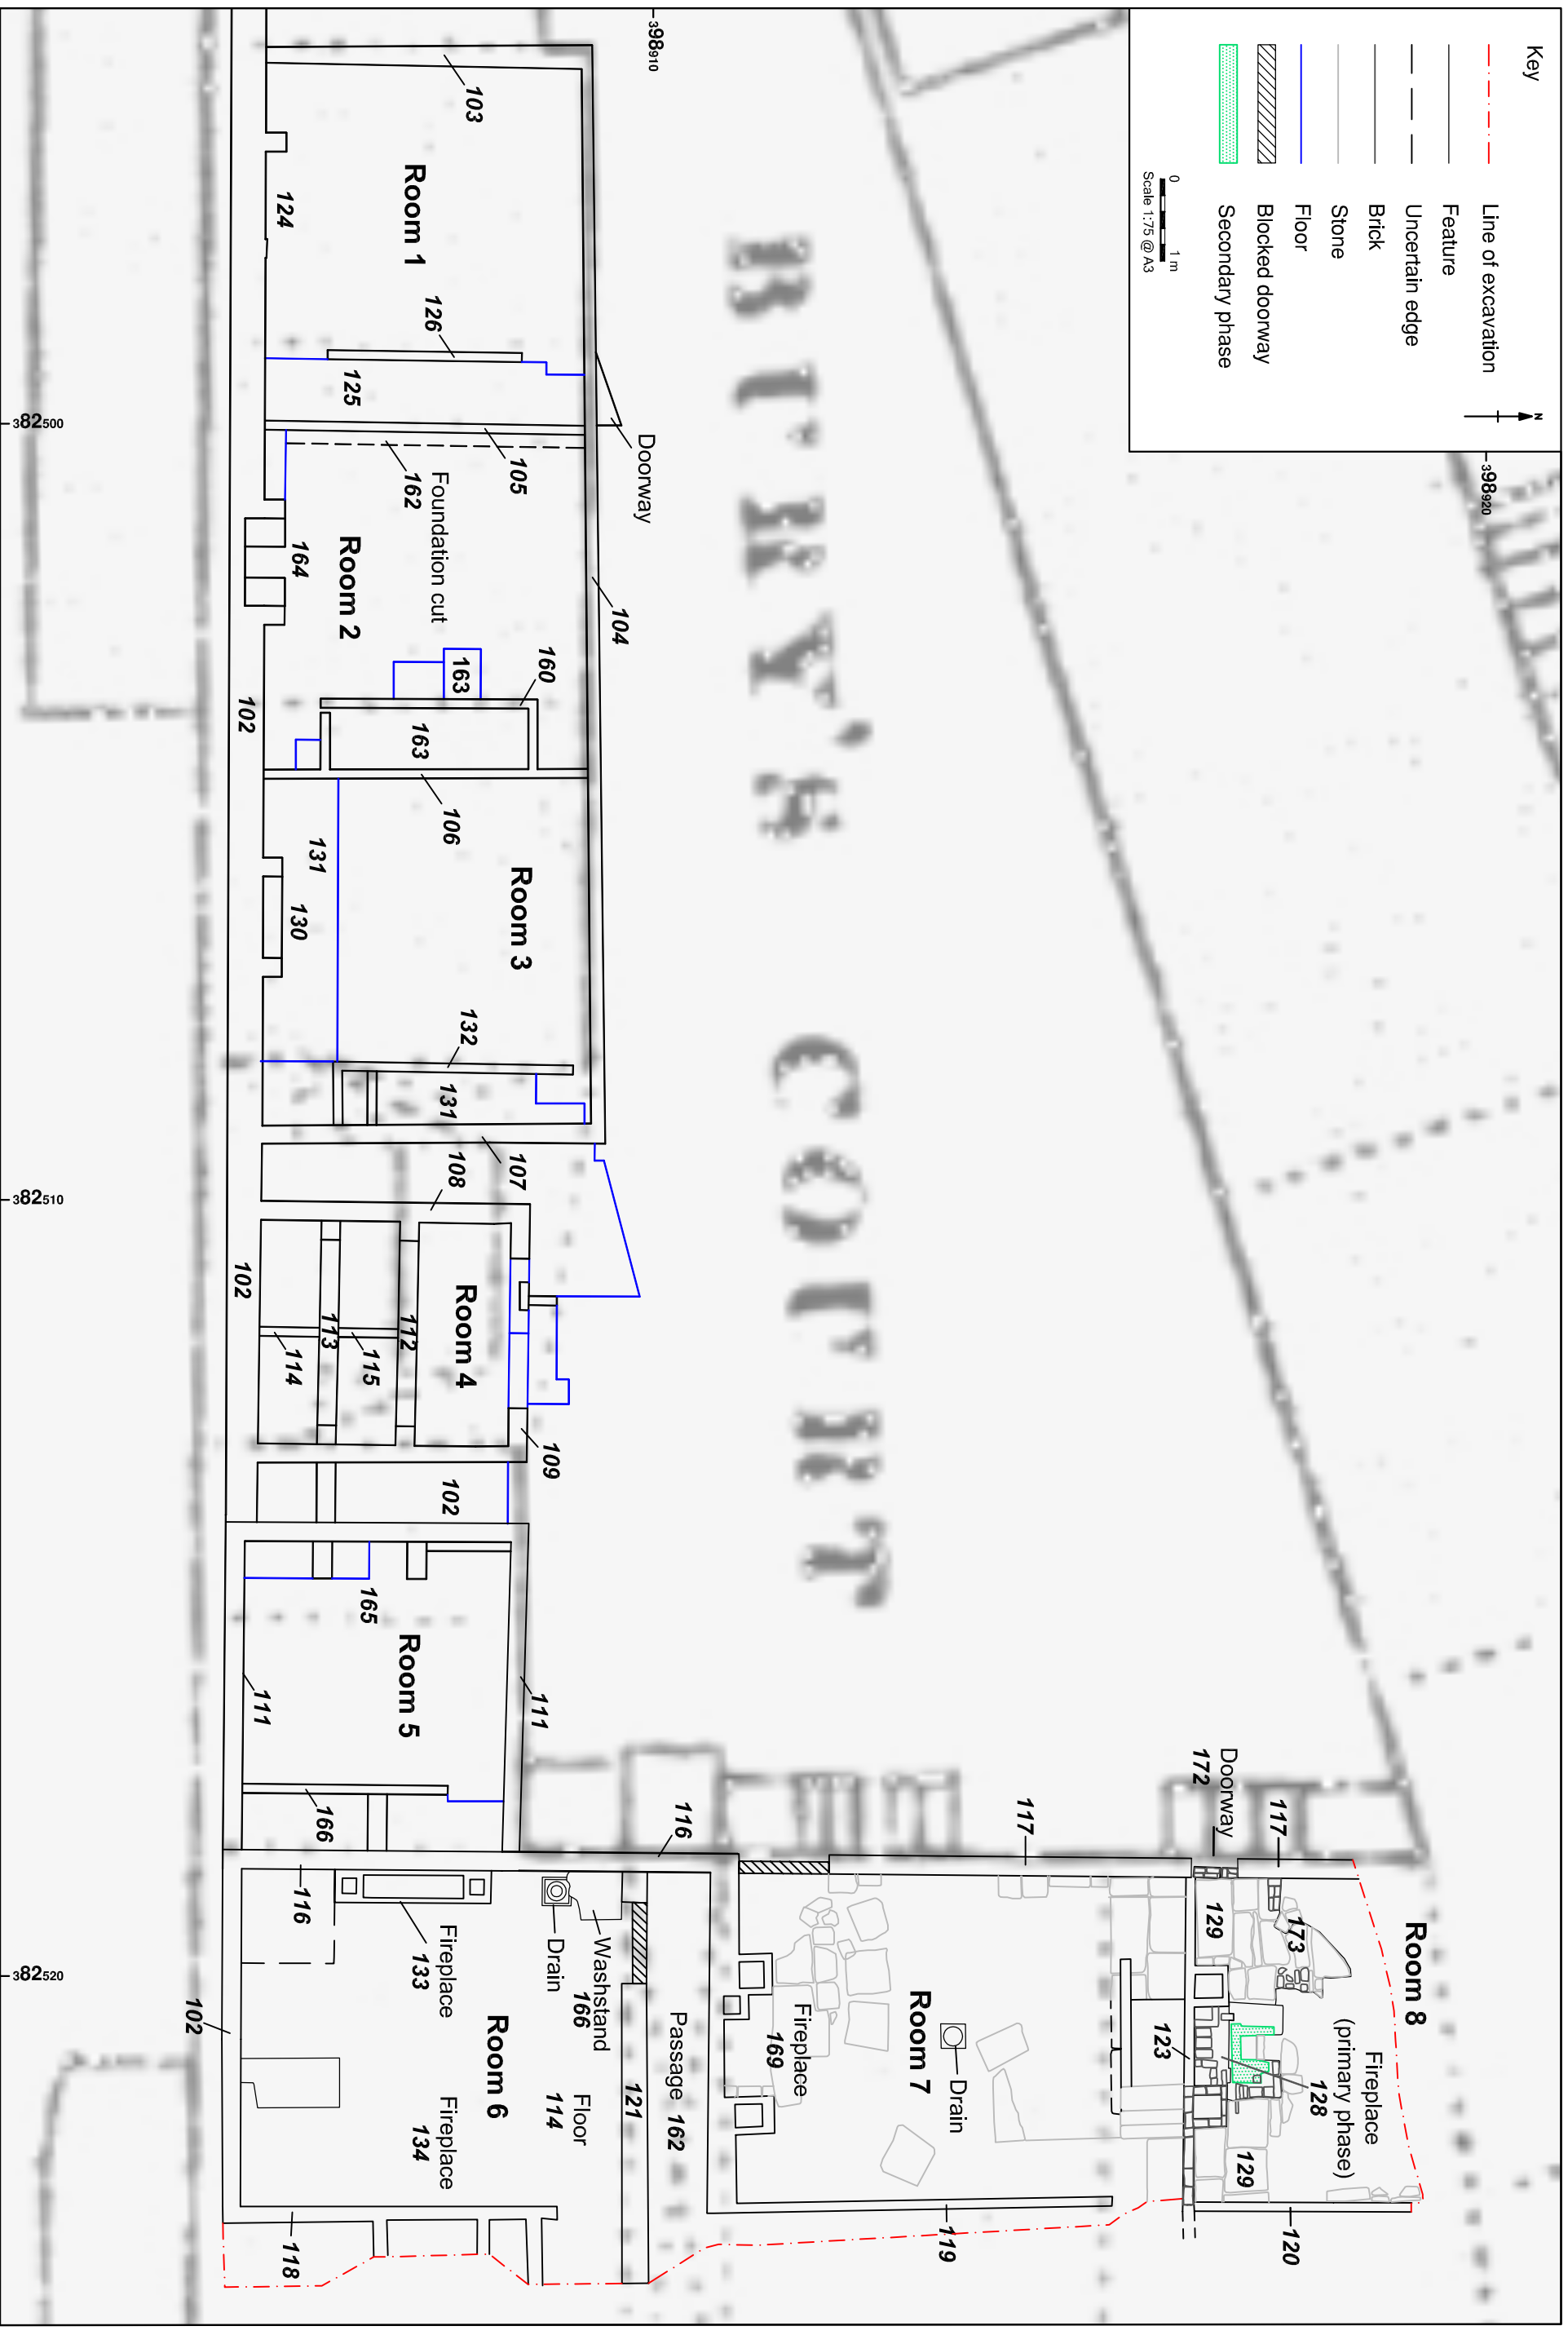 Key
Line of excavation
Feature
Uncertain edge
Brick
Stone
Floor
Blocked doorway
Secondary phase
N
0 1 m
Scale 1:75 @ A3
398910
398920
382500
382510
382520
COURT
103
Room 1
124
126
125
105
Doorway
162
Foundation cut
104
164
Room 2
163
160
163
102
106
131
130
Room 3
132
131
107
108
102
Room 4
112
113
115
114
109
102
165
Room 5
111
111
166
116
116
Fireplace
133
Drain
Washstand
166
Room 6
102
Fireplace
134
Floor
114
121
118
Passage 162
117
Fireplace
169
Room 7
Drain
119
Doorway
172
117
129
173
Room 8
123
128
Fireplace
(primary phase)
129
120